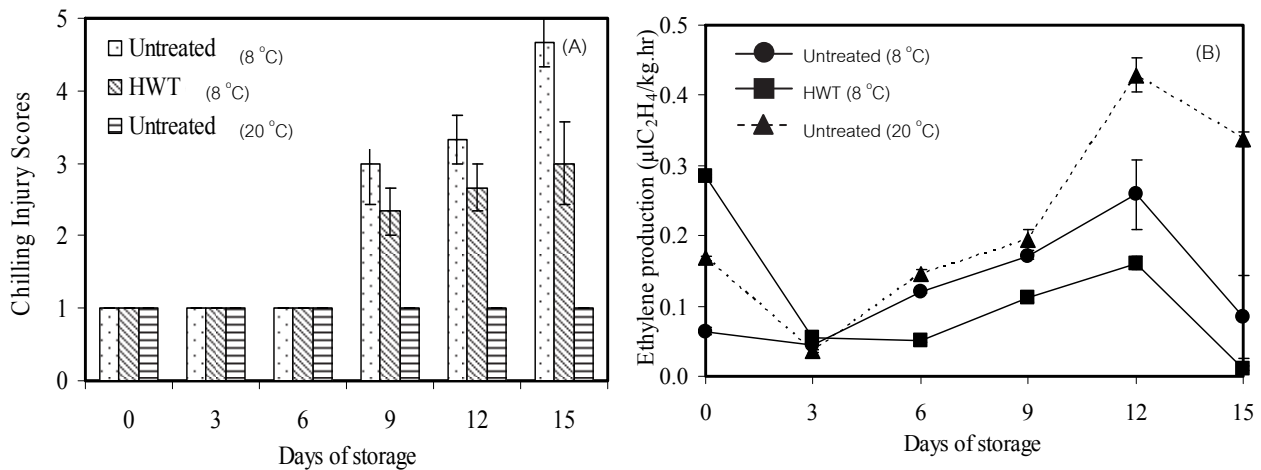 5
4
3
2
1
0
Chilling Injury Scores
Untreated (8 °C)
HWT (8 °C)
Untreated (20 °C)
(A)
0 3 6 9 12 15
Days of storage
0.5
0.4
0.3
0.2
0.1
0.0
Ethylene production (µlC₂H₄/kg.hr)
Untreated (8 °C)
HWT (8 °C)
Untreated (20 °C)
(B)
0 3 6 9 12 15
Days of storage